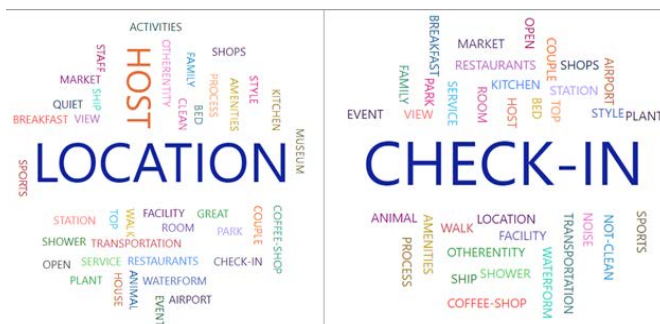 ACTIVITIES
STAFF
HOST
OTHERENTITY
FAMILY
SHOPS
MARKET
SHIP
CLEAN
BED
PROCESS
AMENITIES
STYLE
KITCHEN
QUIET
BREAKFAST
VIEW
MUSEUM
SPORTS
LOCATION
STATION
TOP
WALK
FACILITY
GREAT
ROOM
PARK
COUPLE
COFFEE-SHOP
SHOWER
TRANSPORTATION
OPEN
SERVICE
RESTAURANTS
CHECK-IN
PLANT
HOUSE
ANIMAL
WATERFORM
EVENT
AIRPORT
BREAKFAST
MARKET
OPEN
COUPLE
RESTAURANTS
SHOPS
AIRPORT
FAMILY
PARK
SERVICE
ROOM
KITCHEN
STATION
HOST
BED
TOP
EVENT
VIEW
STYLE
PLANT
CHECK-IN
ANIMAL
AMENITIES
WALK
LOCATION
FACILITY
TRANSPORTATION
NOISE
NOT-CLEAN
SPORTS
PROCESS
OTHERENTITY
WATERFORM
SHIP
SHOWER
COFFEE-SHOP